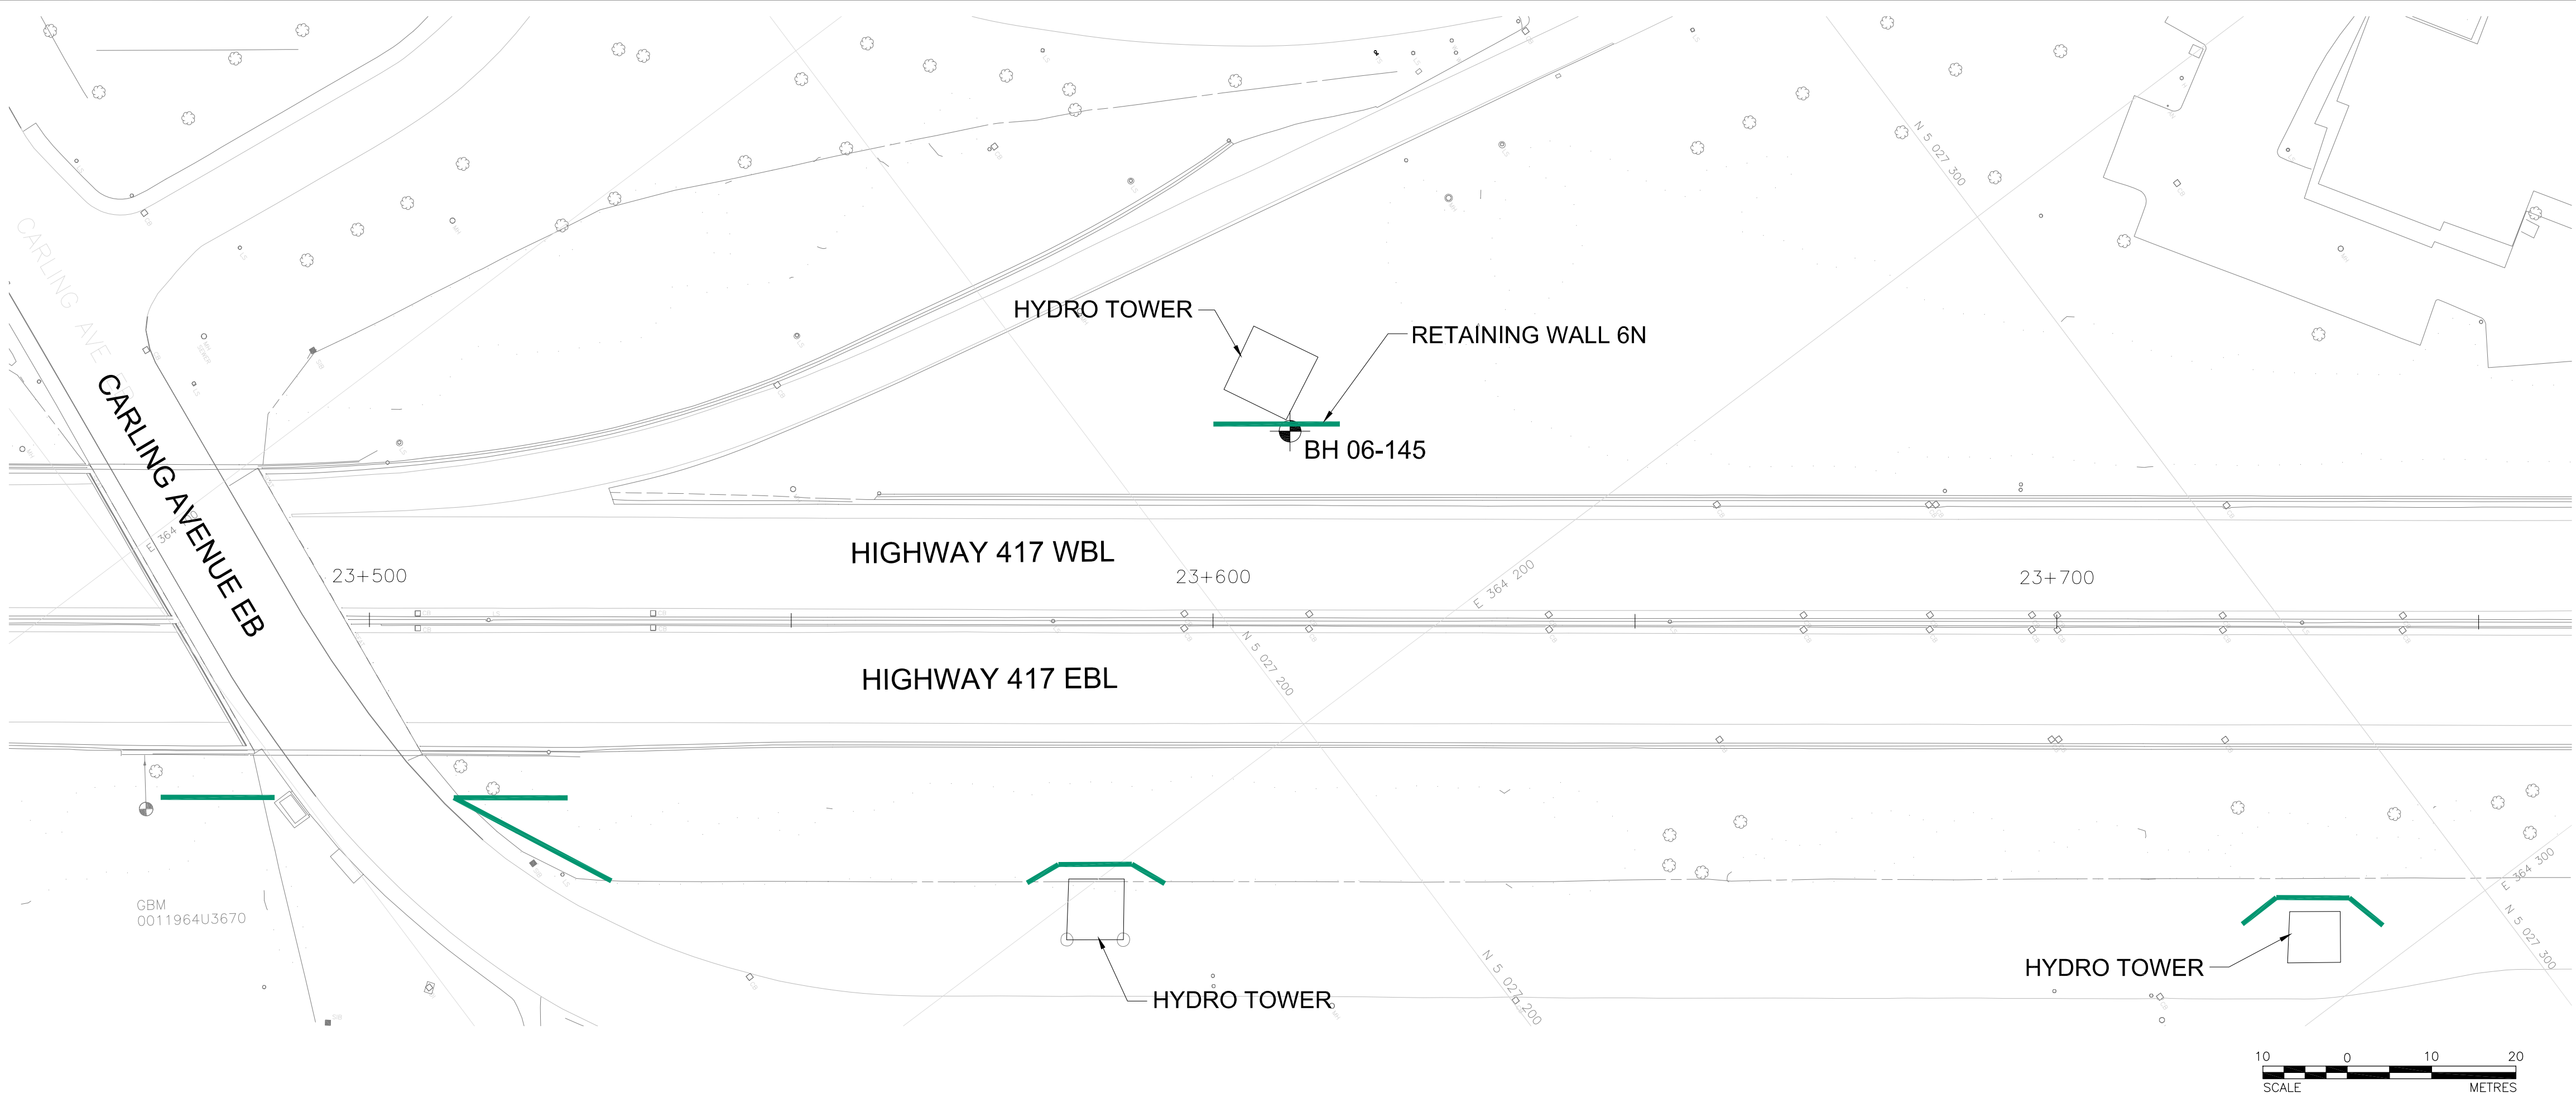 CARLING AVE
N 5 027 300
HYDRO TOWER
RETAINING WALL 6N
BH 06-145
CARLING AVENUE EB
E 364
HIGHWAY 417 WBL
23+500
23+600
23+700
E 364 200
N 5 027 200
HIGHWAY 417 EBL
GBM
0011964U3670
HYDRO TOWER
N 5 027 200
HYDRO TOWER
E 364 300
N 5 027 300
10 0 10 20
SCALE METRES